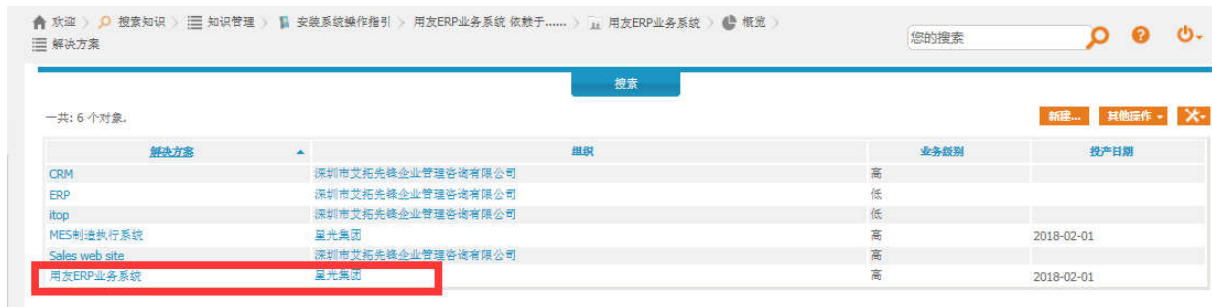 欢迎 搜索知识 知识管理 安装系统操作指引 用友ERP业务系统 依赖于...... 用友ERP业务系统 概览
解决方案
您的搜索
搜索
一共: 6 个对象.
新建... 其他操作
解决方案 组织 业务级别 投产日期
CRM 深圳市艾拓先锋企业管理咨询有限公司 高
ERP 深圳市艾拓先锋企业管理咨询有限公司 低
itop 深圳市艾拓先锋企业管理咨询有限公司 低
MES制造执行系统 星光集团 高 2018-02-01
Sales web site 深圳市艾拓先锋企业管理咨询有限公司 高
用友ERP业务系统 星光集团 高 2018-02-01